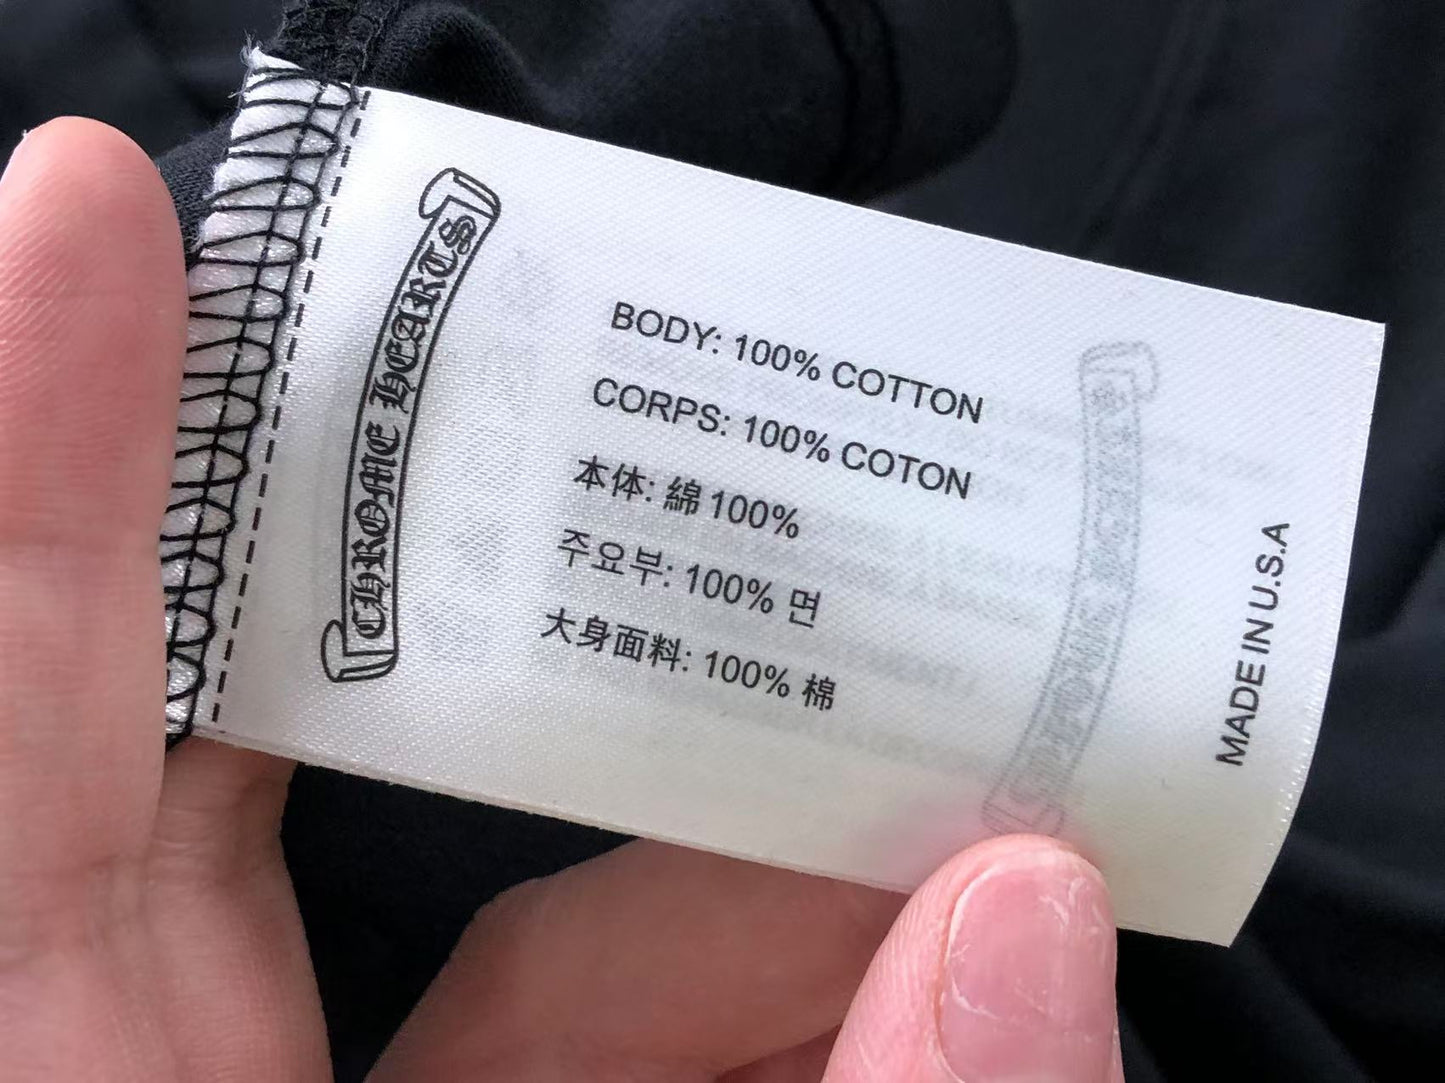 CHROME HEARTS
BODY: 100% COTTON
CORPS: 100% COTON
本体: 綿 100%
주요부: 100% 면
大身面料: 100% 棉
MADE IN U.S.A